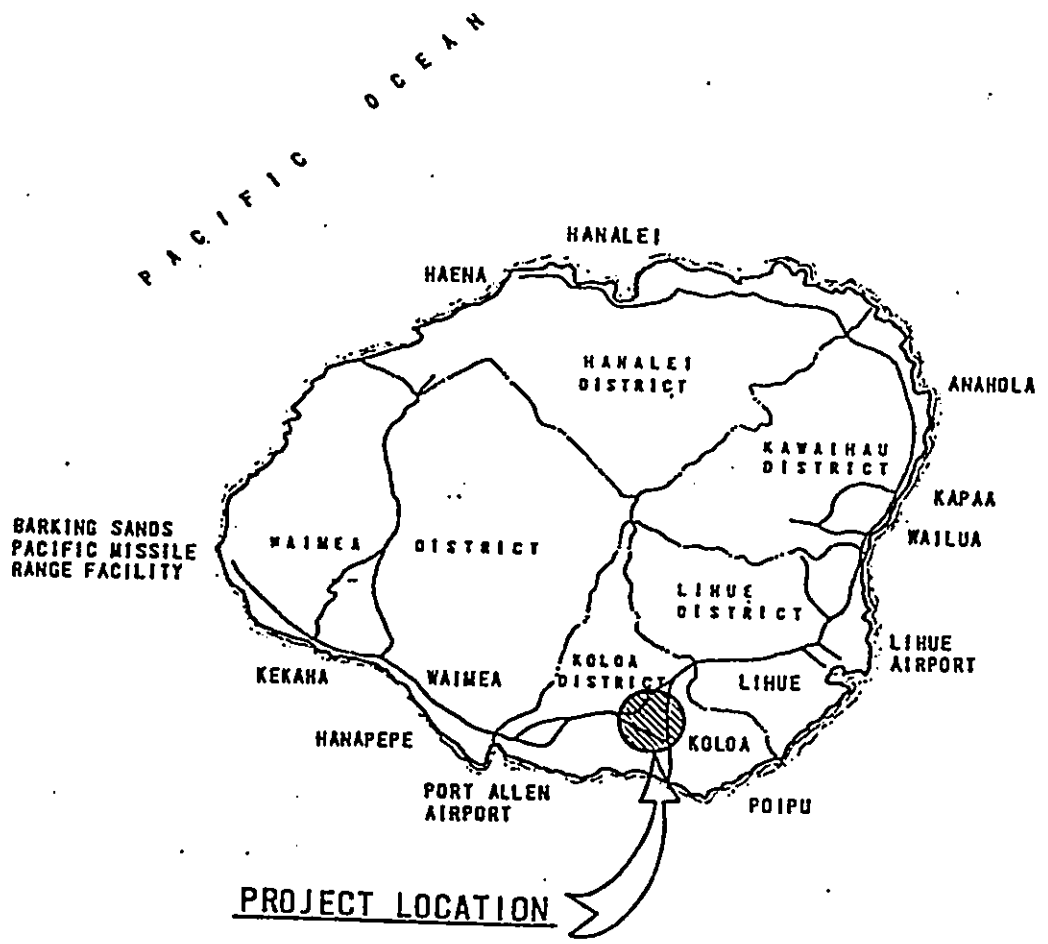 PACIFIC OCEAN
HANALEI
HAENA
HANALEI
DISTRICT
ANAHOLA
KAWAIHAU
DISTRICT
KAPAA
WAILUA
BARKING SANDS
PACIFIC MISSILE
RANGE FACILITY
WAIMEA DISTRICT
LIHUE
DISTRICT
LIHUE
AIRPORT
KOLOA
DISTRICT
LIHUE
KEKAHA
WAIMEA
HANAPEPE
KOLOA
PORT ALLEN
AIRPORT
POIPU
PROJECT LOCATION